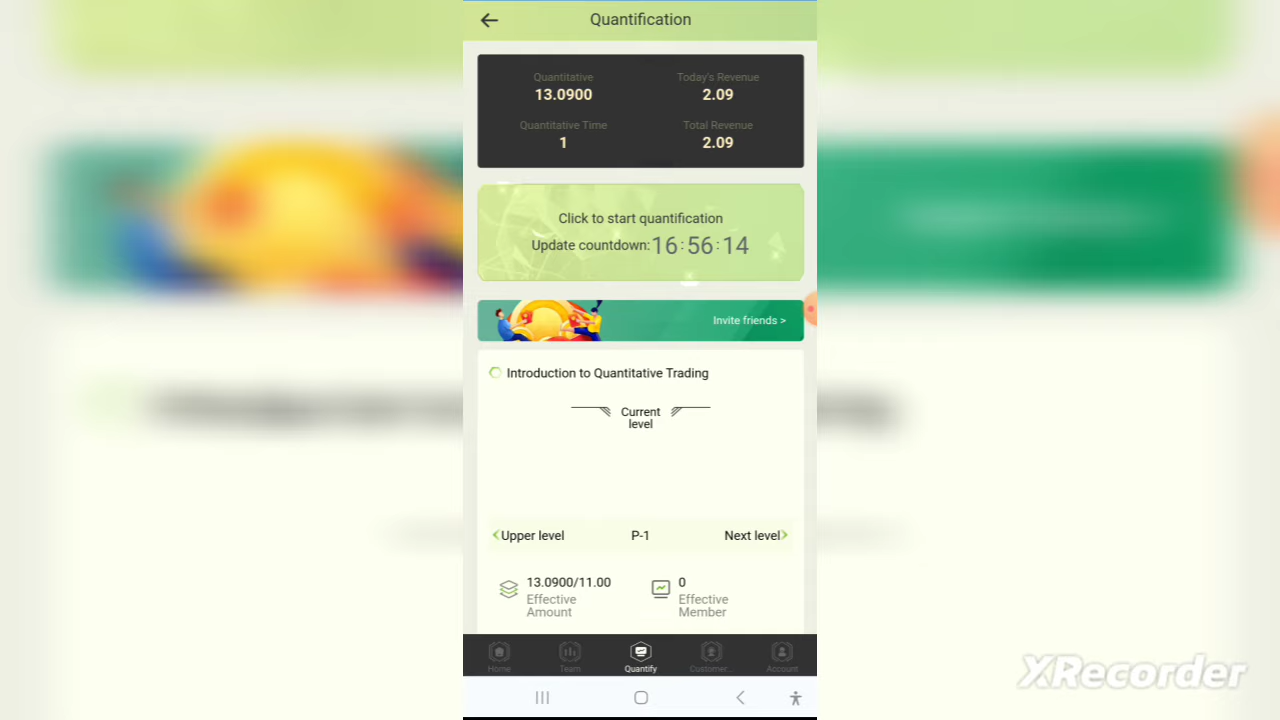 Quantification
Quantitative
Today's Revenue
13.0900
2.09
Quantitative Time
Total Revenue
1
2.09
Click to start quantification
Update countdown: 16:56:14
Invite friends >
Introduction to Quantitative Trading
Current
level
Upper level
P-1
Next level
13.0900/11.00
Effective
Amount
0
Effective
Member
Home
Team
Quantify
Customer...
Account
XRecorder